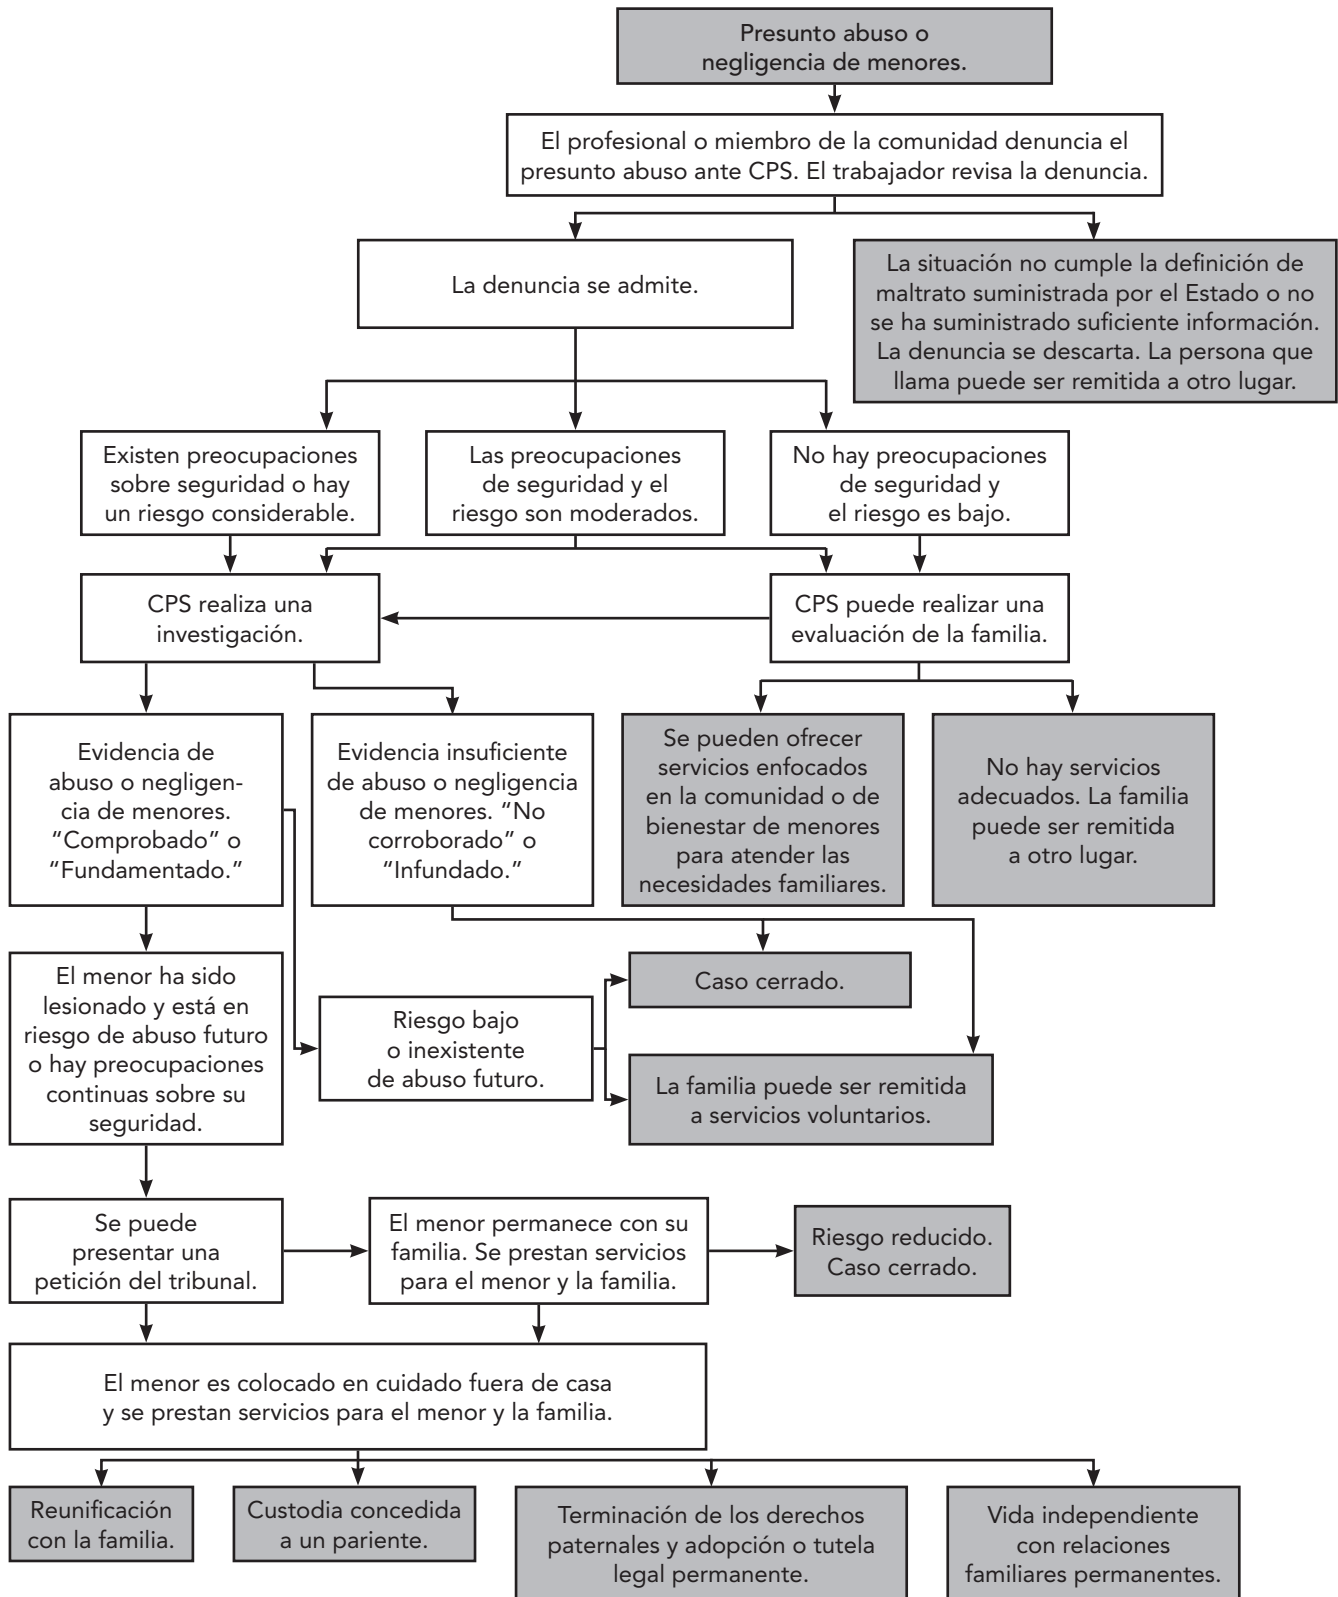 Presunto abuso o
negligencia de menores.
El profesional o miembro de la comunidad denuncia el
presunto abuso ante CPS. El trabajador revisa la denuncia.
La denuncia se admite.
La situación no cumple la definición de
maltrato suministrada por el Estado o no
se ha suministrado suficiente información.
La denuncia se descarta. La persona que
llama puede ser remitida a otro lugar.
Existen preocupaciones
sobre seguridad o hay
un riesgo considerable.
Las preocupaciones
de seguridad y el
riesgo son moderados.
No hay preocupaciones
de seguridad y
el riesgo es bajo.
CPS realiza una
investigación.
CPS puede realizar una
evaluación de la familia.
Evidencia de
abuso o negligen-
cia de menores.
“Comprobado” o
“Fundamentado.”
Evidencia insuficiente
de abuso o negligencia
de menores. “No
corroborado” o
“Infundado.”
Se pueden ofrecer
servicios enfocados
en la comunidad o de
bienestar de menores
para atender las
necesidades familiares.
No hay servicios
adecuados. La familia
puede ser remitida
a otro lugar.
El menor ha sido
lesionado y está en
riesgo de abuso futuro
o hay preocupaciones
continuas sobre su
seguridad.
Riesgo bajo
o inexistente
de abuso futuro.
Caso cerrado.
La familia puede ser remitida
a servicios voluntarios.
Se puede
presentar una
petición del tribunal.
El menor permanece con su
familia. Se prestan servicios
para el menor y la familia.
Riesgo reducido.
Caso cerrado.
El menor es colocado en cuidado fuera de casa
y se prestan servicios para el menor y la familia.
Reunificación
con la familia.
Custodia concedida
a un pariente.
Terminación de los derechos
paternales y adopción o tutela
legal permanente.
Vida independiente
con relaciones
familiares permanentes.